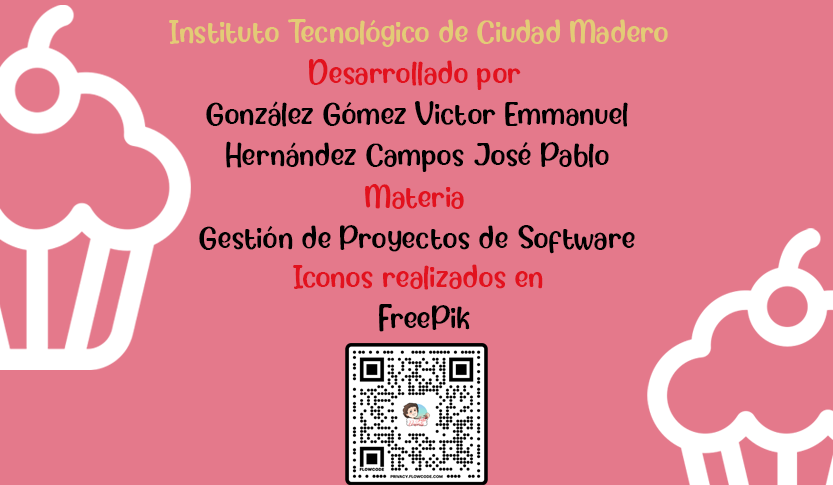 Instituto Tecnológico de Ciudad Madero
Desarrollado por
González Gómez Victor Emmanuel
Hernández Campos José Pablo
Materia
Gestión de Proyectos de Software
Iconos realizados en
FreePik
FLOWCODE
PRIVACY.FLOWCODE.COM